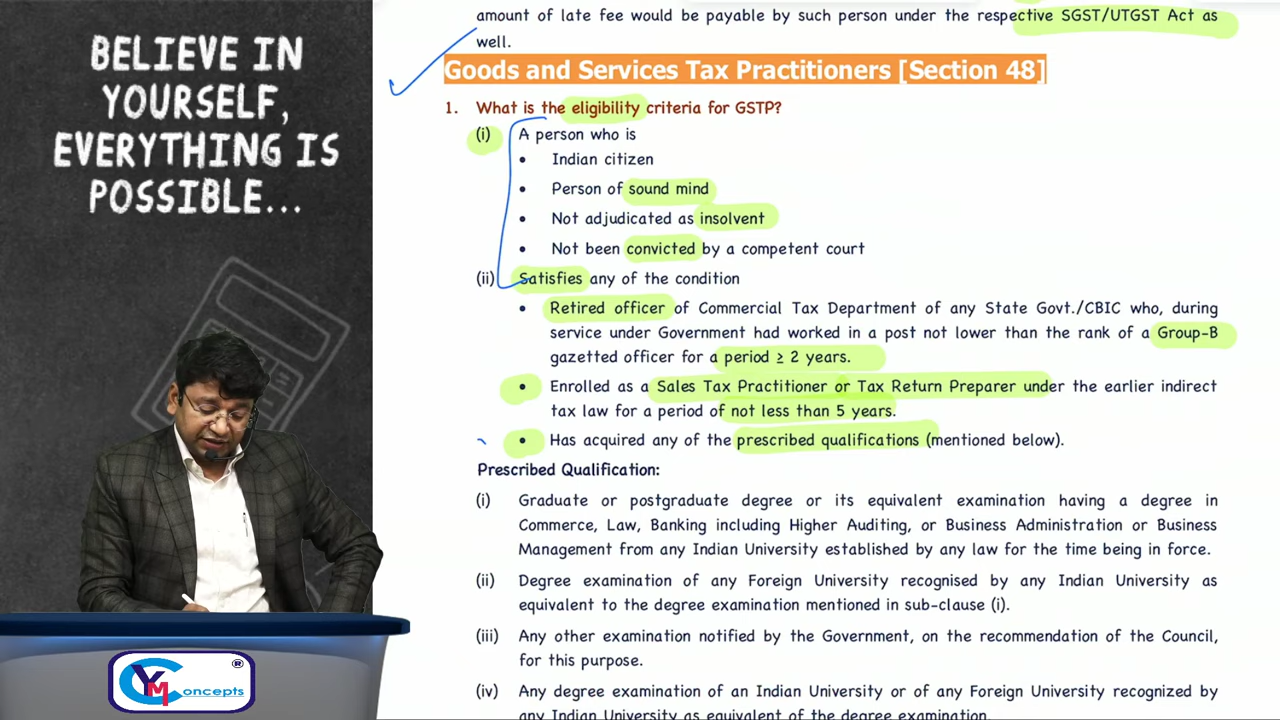 BELIEVE IN
YOURSELF,
EVERYTHING IS
POSSIBLE...
YMC oncepts ®
amount of late fee would be payable by such person under the respective SGST/UTGST Act as
well.
Goods and Services Tax Practitioners [Section 48]
1. What is the eligibility criteria for GSTP?
(i) A person who is
• Indian citizen
• Person of sound mind
• Not adjudicated as insolvent
• Not been convicted by a competent court
(ii) Satisfies any of the condition
• Retired officer of Commercial Tax Department of any State Govt./CBIC who, during
service under Government had worked in a post not lower than the rank of a Group-B
gazetted officer for a period ≥ 2 years.
• Enrolled as a Sales Tax Practitioner or Tax Return Preparer under the earlier indirect
tax law for a period of not less than 5 years.
• Has acquired any of the prescribed qualifications (mentioned below).
Prescribed Qualification:
(i) Graduate or postgraduate degree or its equivalent examination having a degree in
Commerce, Law, Banking including Higher Auditing, or Business Administration or Business
Management from any Indian University established by any law for the time being in force.
(ii) Degree examination of any Foreign University recognised by any Indian University as
equivalent to the degree examination mentioned in sub-clause (i).
(iii) Any other examination notified by the Government, on the recommendation of the Council,
for this purpose.
(iv) Any degree examination of an Indian University or of any Foreign University recognized by
any Indian University as equivalent of the degree examination.